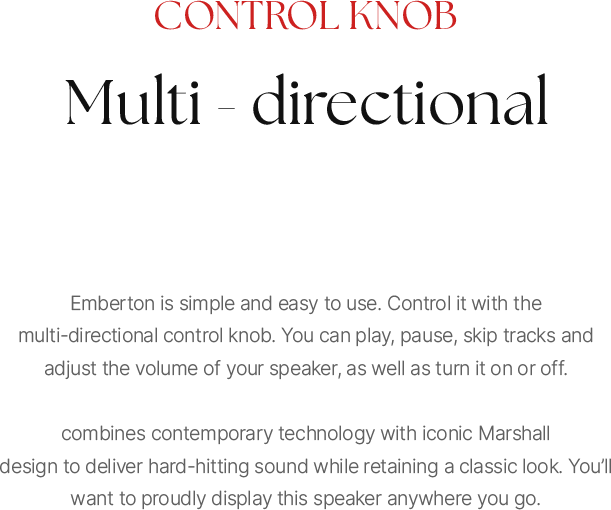 CONTROL KNOB
Multi - directional
Emberton is simple and easy to use. Control it with the
multi-directional control knob. You can play, pause, skip tracks and
adjust the volume of your speaker, as well as turn it on or off.
combines contemporary technology with iconic Marshall
design to deliver hard-hitting sound while retaining a classic look. You’ll
want to proudly display this speaker anywhere you go.